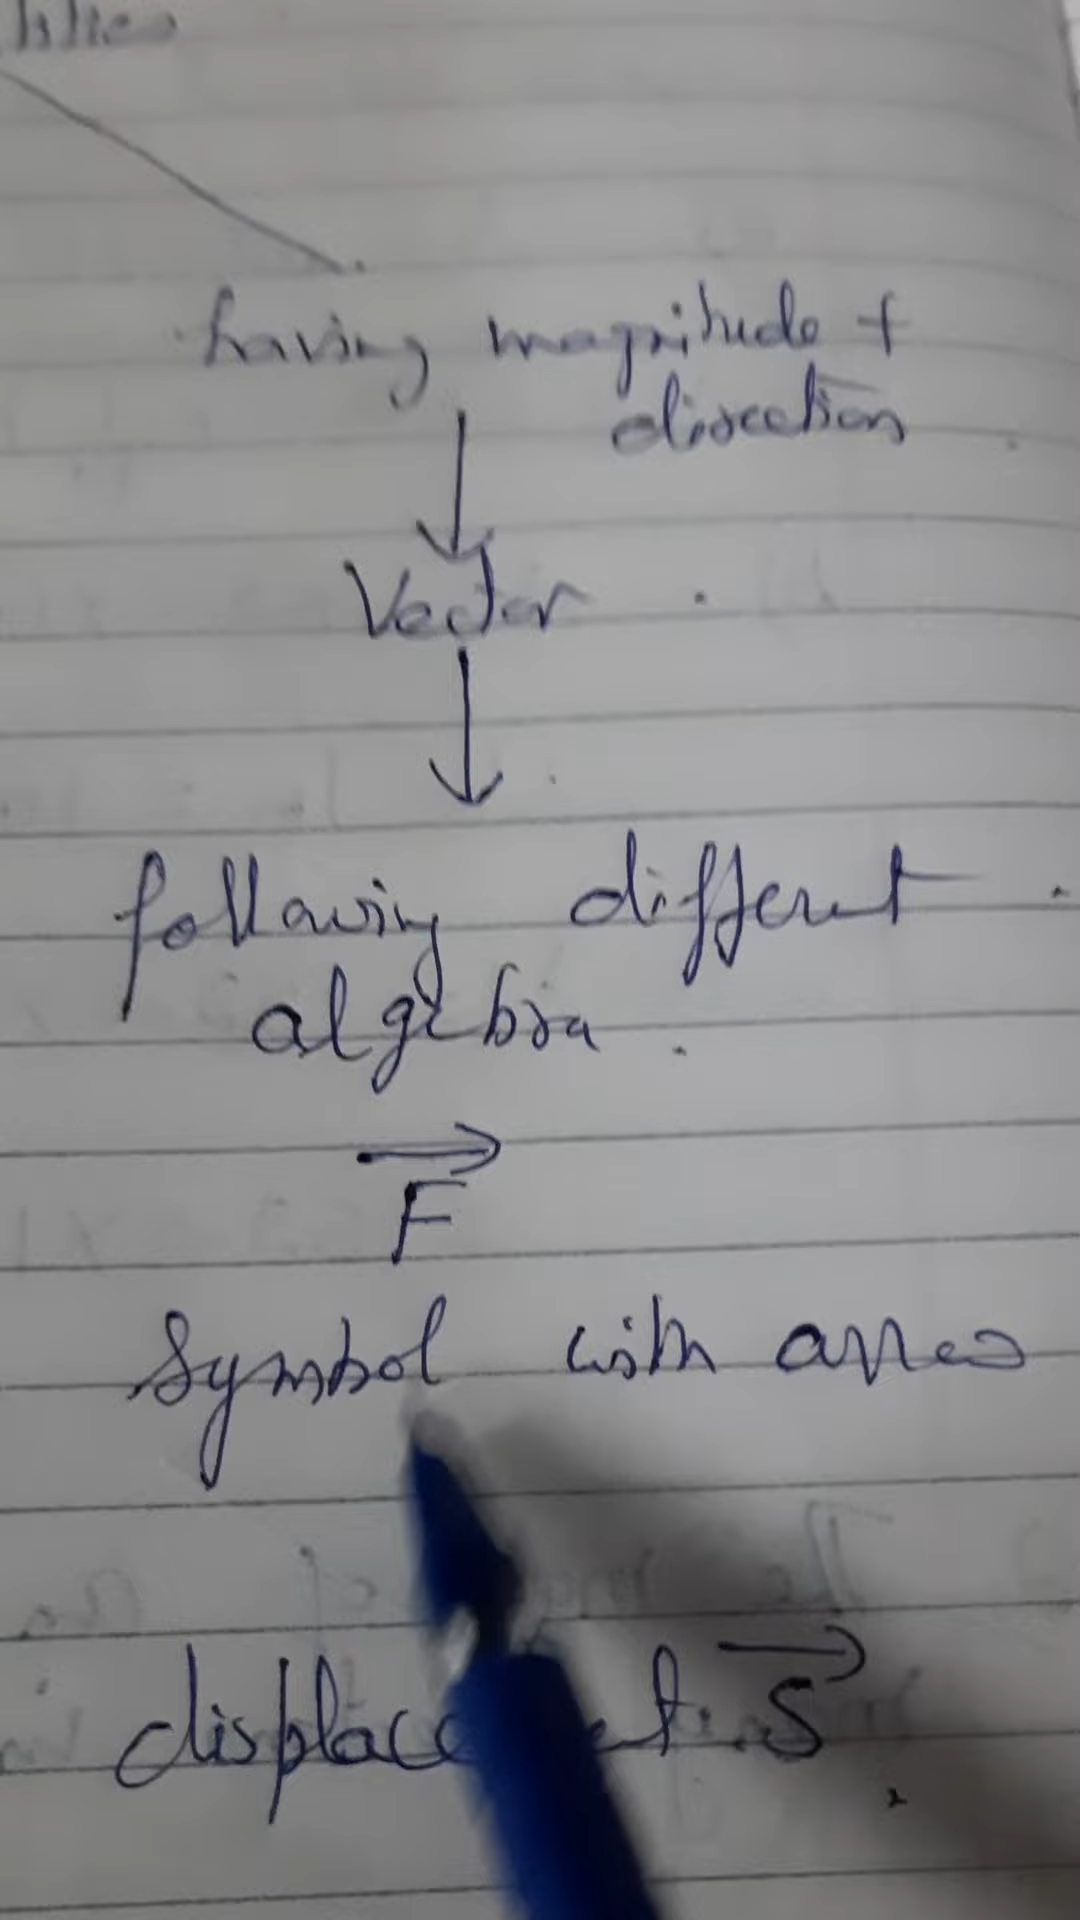 having magnitude +
direction
Vector
following different
algebra
F
Symbol with arrow
S